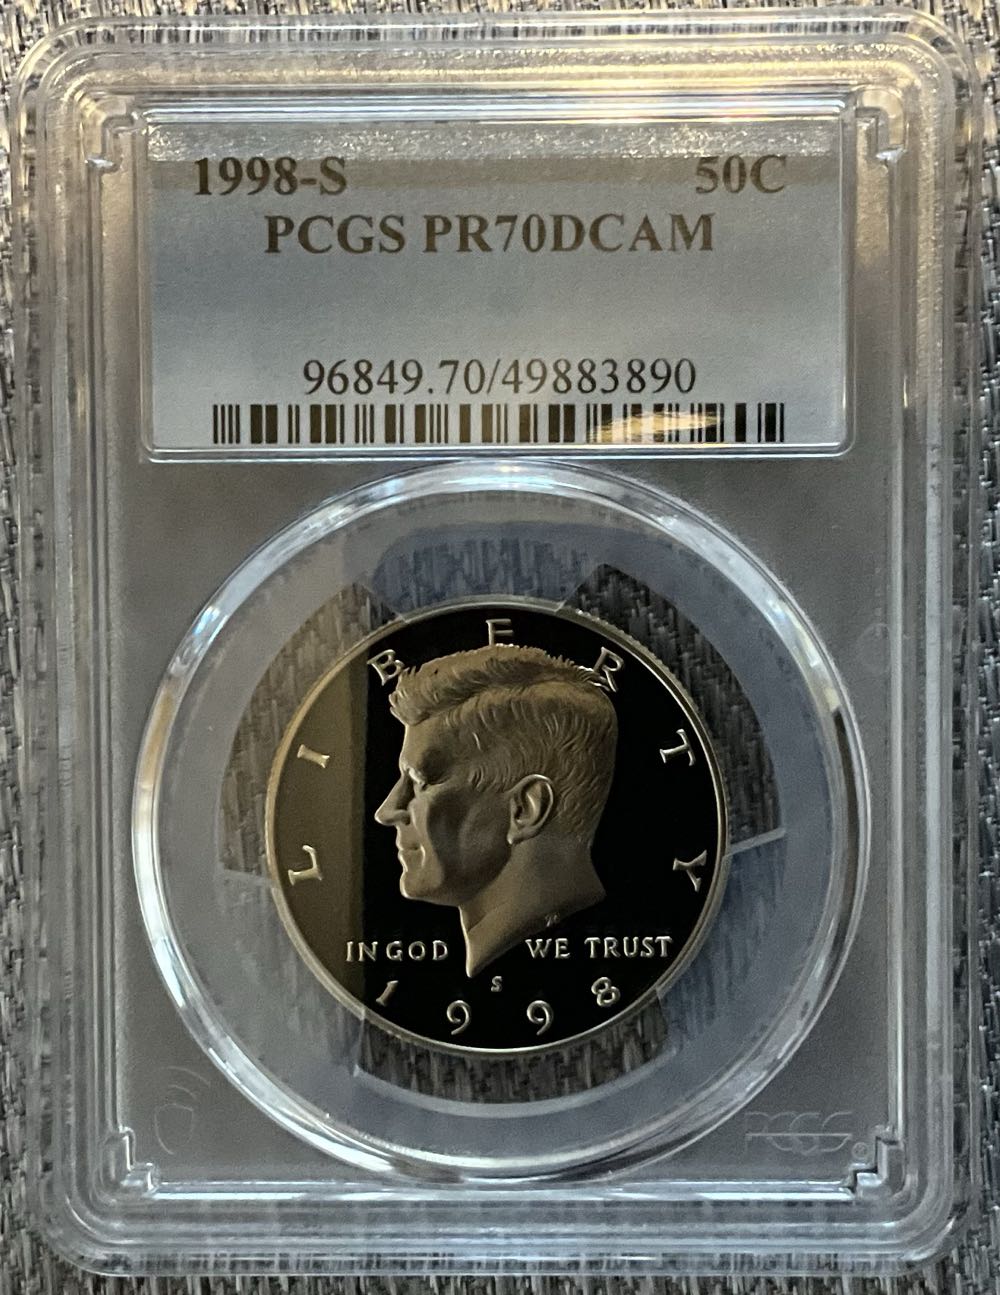 1998-S 50C
PCGS PR70DCAM
96849.70/49883890
LIBERTY
IN GOD WE TRUST
S
1998
PCGS